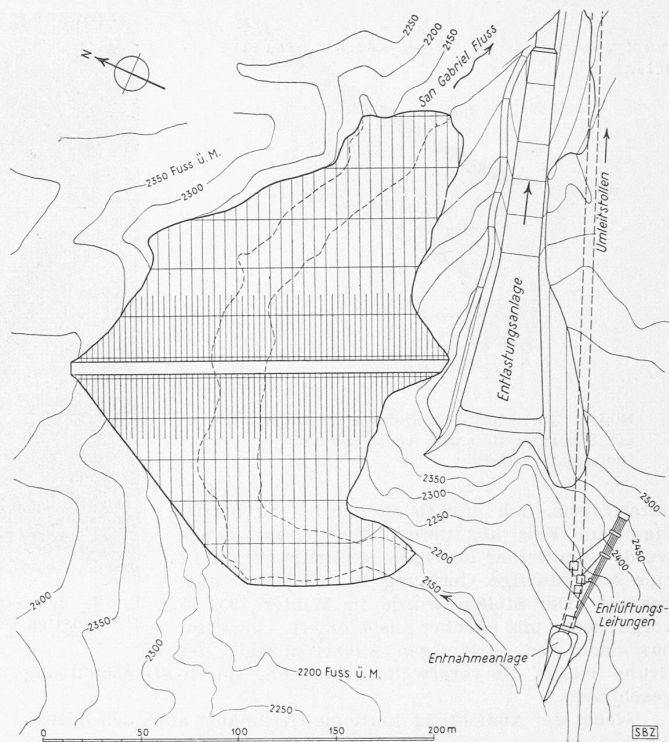 2250
2200
2150
San Gabriel Fluss
N
2350 Fuss ü. M.
2300
Umleitstollen
Entlastungsanlage
2350
2300
2250
2500
2450
2400
2200
2150
2400
2350
2300
Entlüftungs-
Leitungen
Entnahmeanlage
2200 Fuss ü. M.
2250
0 50 100 150 200 m
SBZ